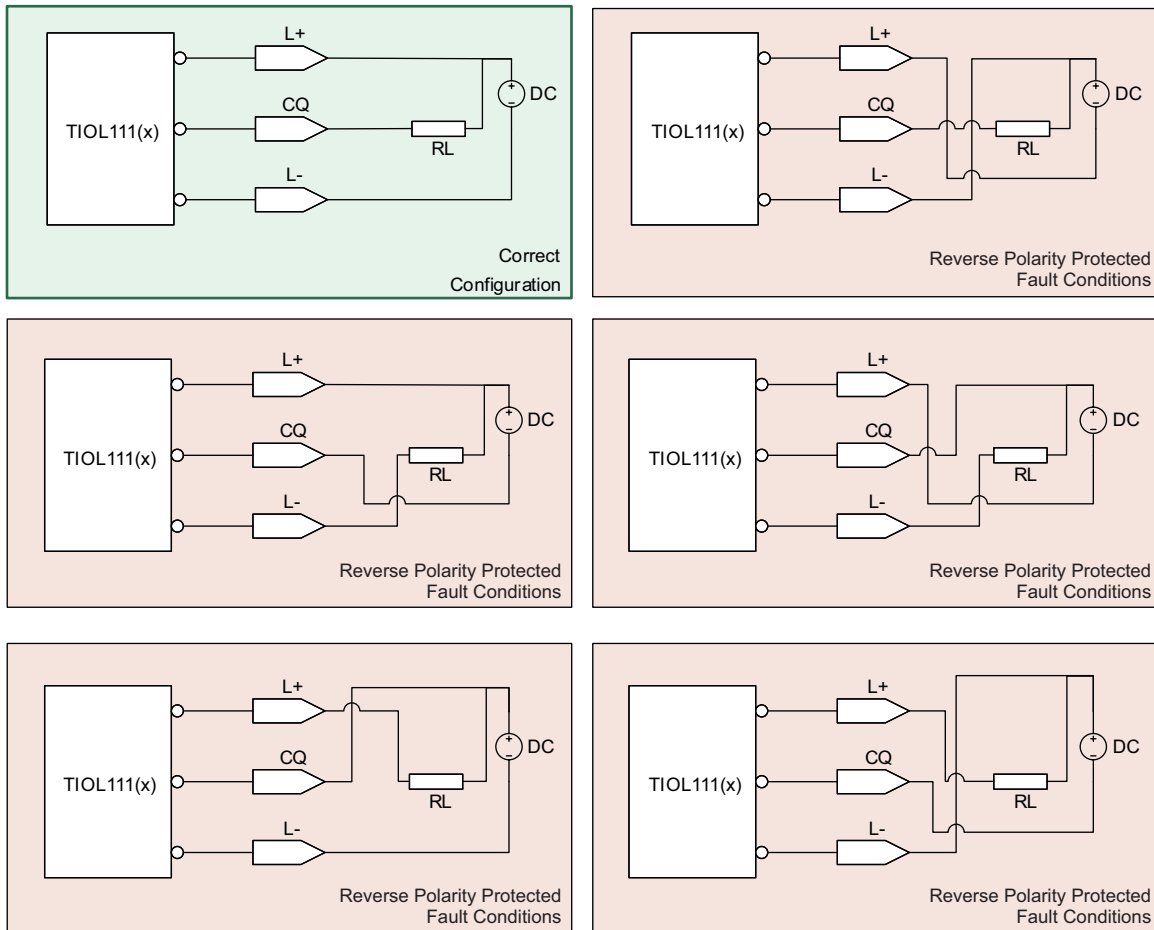 L+
CQ
TIOL111(x)
RL
L-
+
−
DC
Correct
Configuration
L+
CQ
TIOL111(x)
RL
L-
+
−
DC
Reverse Polarity Protected
Fault Conditions
L+
CQ
TIOL111(x)
RL
L-
+
−
DC
Reverse Polarity Protected
Fault Conditions
L+
CQ
TIOL111(x)
RL
L-
+
−
DC
Reverse Polarity Protected
Fault Conditions
L+
CQ
TIOL111(x)
RL
L-
+
−
DC
Reverse Polarity Protected
Fault Conditions
L+
CQ
TIOL111(x)
RL
L-
+
−
DC
Reverse Polarity Protected
Fault Conditions